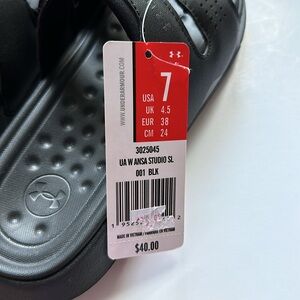 WWW.UNDERARMOUR.COM
USA 7
UK 4.5
EUR 38
CM 24
3025045
UA W ANSA STUDIO SL
001 BLK
MADE IN VIETNAM /
$40.00